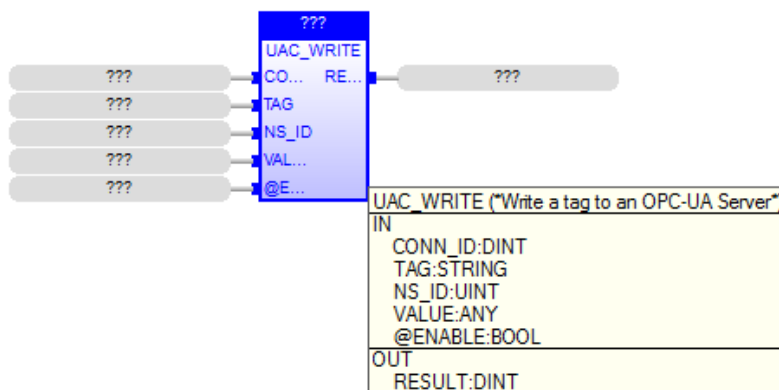 ???
UAC_WRITE
??? CO... RE... ???
??? TAG
??? NS_ID
??? VAL...
??? @E...
UAC_WRITE (*Write a tag to an OPC-UA Server*)
IN
CONN_ID:DINT
TAG:STRING
NS_ID:UINT
VALUE:ANY
@ENABLE:BOOL
OUT
RESULT:DINT